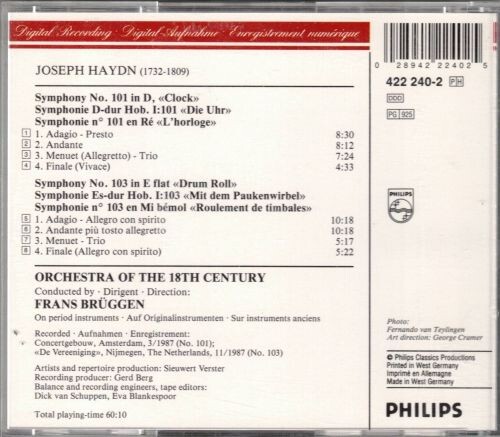 Digital Recording · Digital-Aufnahme · Enregistrement numérique
JOSEPH HAYDN (1732-1809)
Symphony No. 101 in D, «Clock»
Symphonie D-dur Hob. I:101 «Die Uhr»
Symphonie n° 101 en Ré «L'horloge»
1 1. Adagio - Presto 8:30
2 2. Andante 8:12
3 3. Menuet (Allegretto) - Trio 7:24
4 4. Finale (Vivace) 4:33
Symphony No. 103 in E flat «Drum Roll»
Symphonie Es-dur Hob. I:103 «Mit dem Paukenwirbel»
Symphonie n° 103 en Mi bémol «Roulement de timbales»
5 1. Adagio - Allegro con spirito 10:18
6 2. Andante più tosto allegretto 10:18
7 3. Menuet - Trio 5:17
8 4. Finale (Allegro con spirito) 5:22
ORCHESTRA OF THE 18TH CENTURY
Conducted by · Dirigent · Direction:
FRANS BRÜGGEN
On period instruments · Auf Originalinstrumenten · Sur instruments anciens
Recorded · Aufnahmen · Enregistrement:
Concertgebouw, Amsterdam, 3/1987 (No. 101);
«De Vereeniging», Nijmegen, The Netherlands, 11/1987 (No. 103)
Artists and repertoire production: Sieuwert Verster
Recording producer: Gerd Berg
Balance and recording engineers, tape editors:
Dick van Schuppen, Eva Blankespoor
Total playing-time 60:10
0 28942 22402 5
422 240-2 PH
DDD
PG 925
PHILIPS
Photo:
Fernando van Teylingen
Art direction: George Cramer
℗ Philips Classics Productions
Printed in West Germany
Imprimé en Allemagne
Made in West Germany
PHILIPS